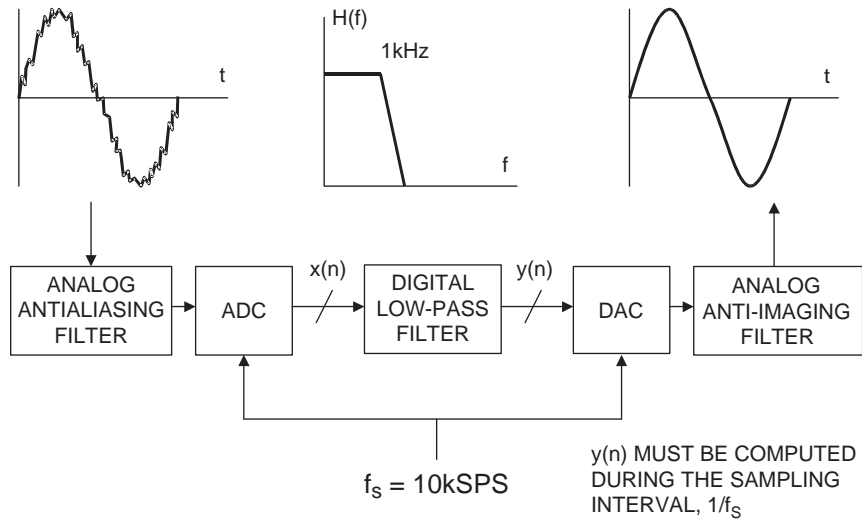 H(f)
1kHz
t
f
t
ANALOG
ANTIALIASING
FILTER
ADC
x(n)
DIGITAL
LOW-PASS
FILTER
y(n)
DAC
ANALOG
ANTI-IMAGING
FILTER
fs = 10kSPS
y(n) MUST BE COMPUTED
DURING THE SAMPLING
INTERVAL, 1/fS